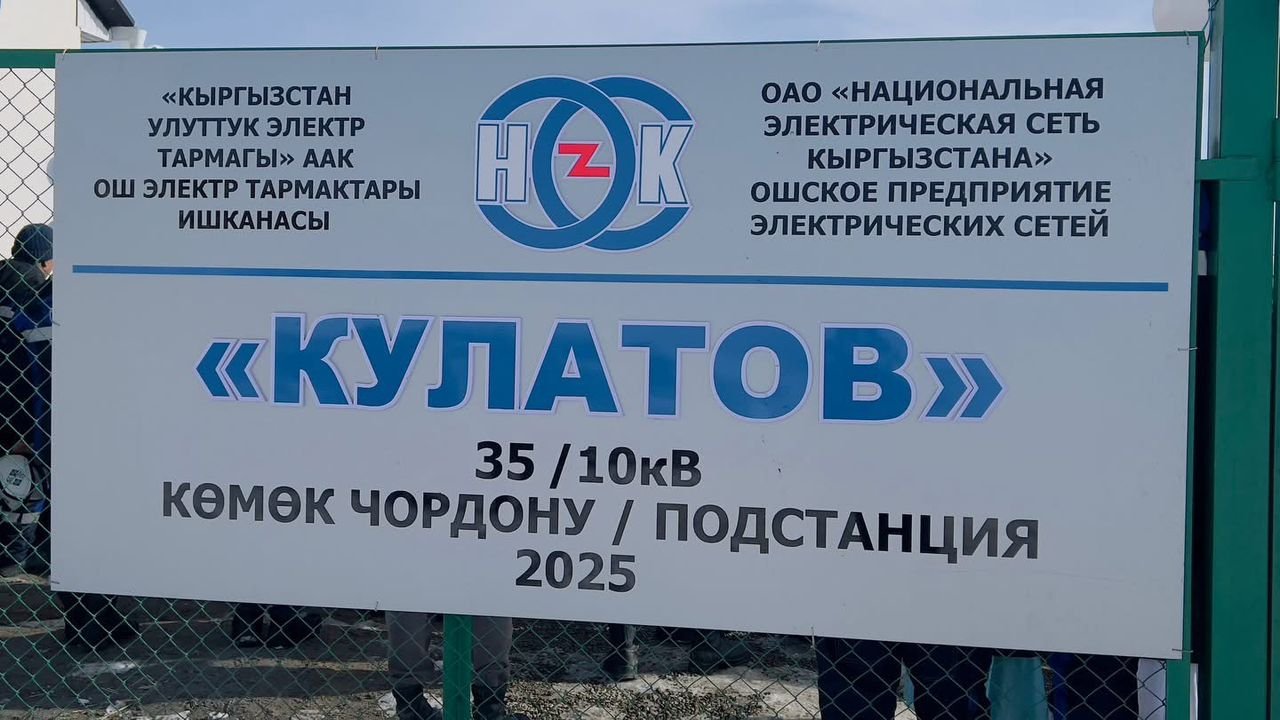 «КЫРГЫЗСТАН
УЛУТТУК ЭЛЕКТР
ТАРМАГЫ» ААК
ОШ ЭЛЕКТР ТАРМАКТАРЫ
ИШКАНАСЫ
НЭК
ОАО «НАЦИОНАЛЬНАЯ
ЭЛЕКТРИЧЕСКАЯ СЕТЬ
КЫРГЫЗСТАНА»
ОШСКОЕ ПРЕДПРИЯТИЕ
ЭЛЕКТРИЧЕСКИХ СЕТЕЙ
«КУЛАТОВ»
35 /10кВ
КӨМӨК ЧОРДОНУ / ПОДСТАНЦИЯ
2025